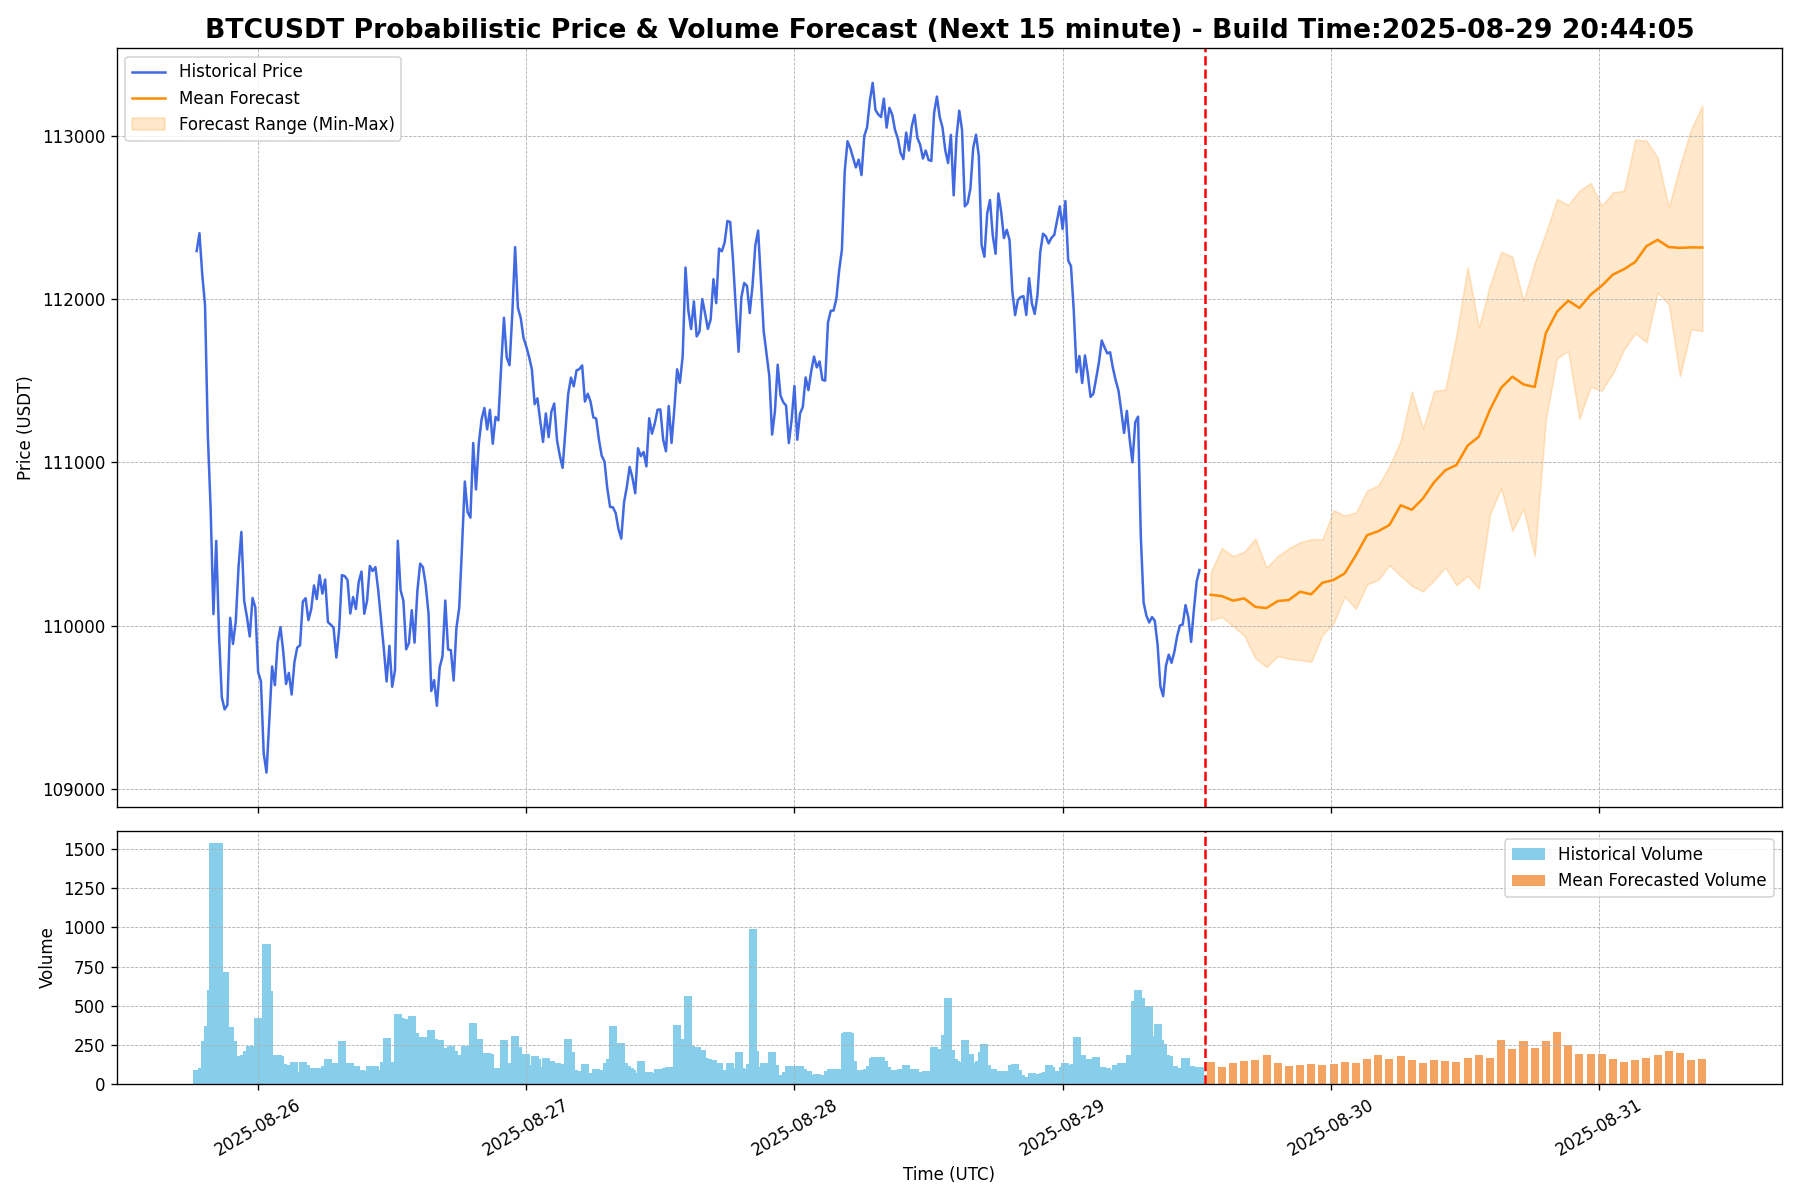 BTCUSDT Probabilistic Price & Volume Forecast (Next 15 minute) - Build Time:2025-08-29 20:44:05
Historical Price
Mean Forecast
Forecast Range (Min-Max)
113000
112000
111000
110000
109000
Price (USDT)
Historical Volume
Mean Forecasted Volume
1500
1250
1000
750
500
250
0
Volume
2025-08-26
2025-08-27
2025-08-28
2025-08-29
2025-08-30
2025-08-31
Time (UTC)